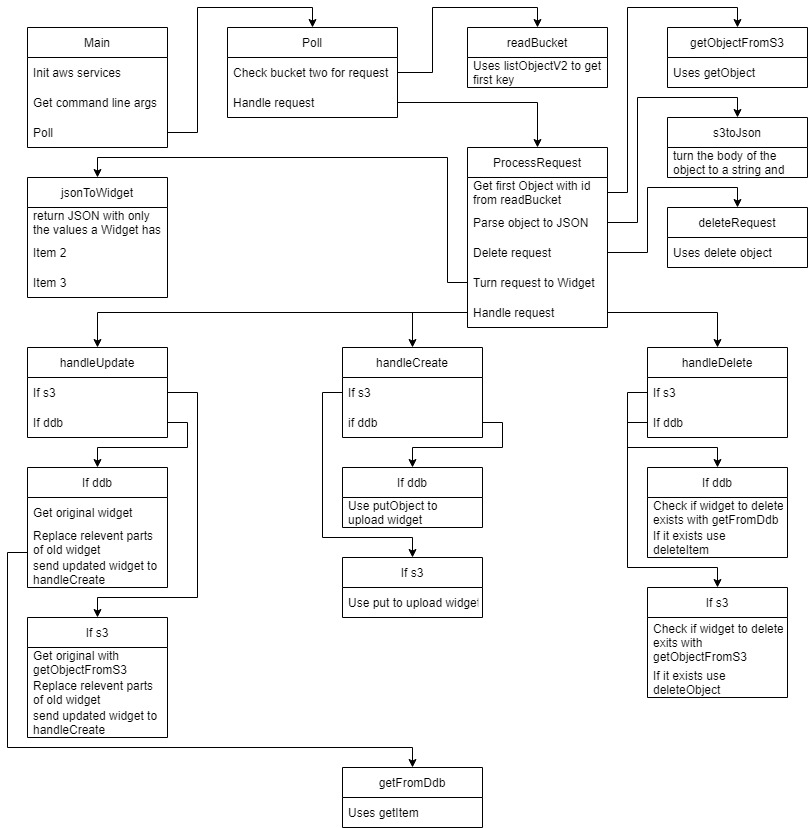 Main
Init aws services
Get command line args
Poll
Poll
Check bucket two for request
Handle request
readBucket
Uses listObjectV2 to get
first key
getObjectFromS3
Uses getObject
s3toJson
turn the body of the
object to a string and
ProcessRequest
Get first Object with id
from readBucket
Parse object to JSON
Delete request
Turn request to Widget
Handle request
deleteRequest
Uses delete object
jsonToWidget
return JSON with only
the values a Widget has
Item 2
Item 3
handleUpdate
If s3
If ddb
handleCreate
If s3
if ddb
handleDelete
If s3
If ddb
If ddb
Get original widget
Replace relevent parts
of old widget
send updated widget to
handleCreate
If ddb
Use putObject to
upload widget
If ddb
Check if widget to delete
exists with getFromDdb
If it exists use
deleteItem
If s3
Use put to upload widget
If s3
Check if widget to delete
exits with
getObjectFromS3
If it exists use
deleteObject
If s3
Get original with
getObjectFromS3
Replace relevent parts
of old widget
send updated widget to
handleCreate
getFromDdb
Uses getItem